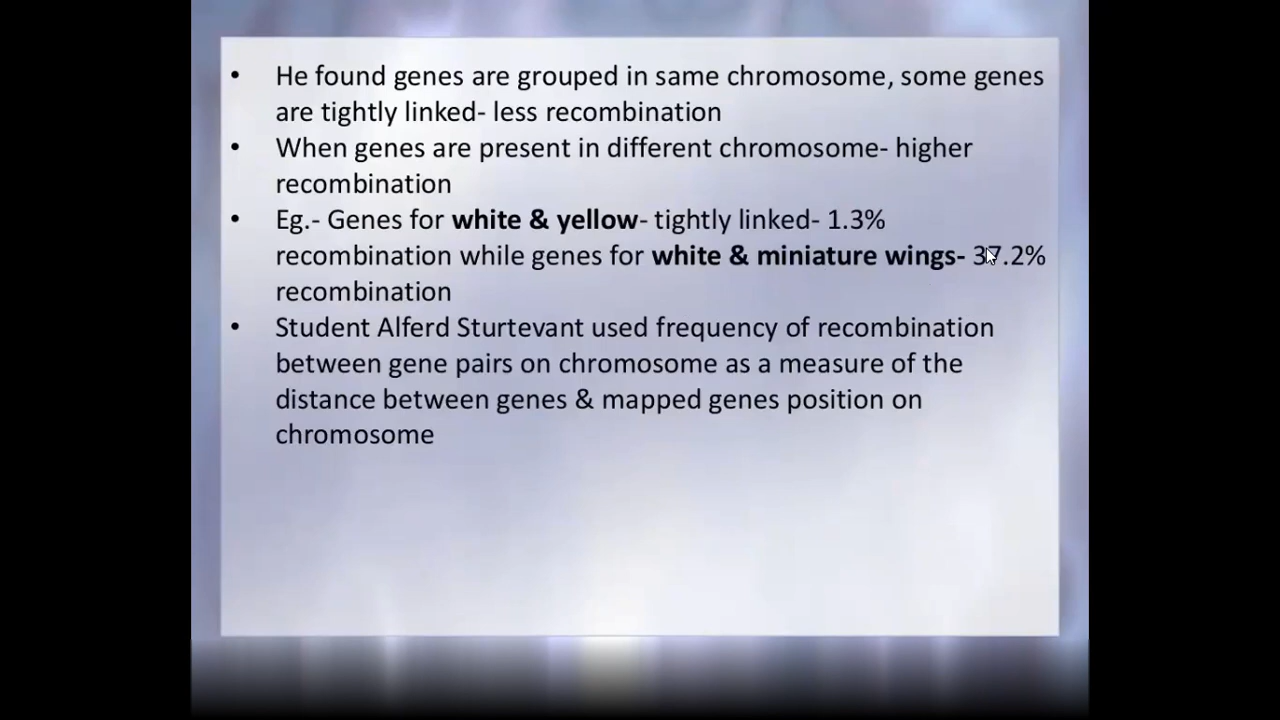 • He found genes are grouped in same chromosome, some genes
are tightly linked- less recombination
• When genes are present in different chromosome- higher
recombination
• Eg.- Genes for white & yellow- tightly linked- 1.3%
recombination while genes for white & miniature wings- 37.2%
recombination
• Student Alferd Sturtevant used frequency of recombination
between gene pairs on chromosome as a measure of the
distance between genes & mapped genes position on
chromosome